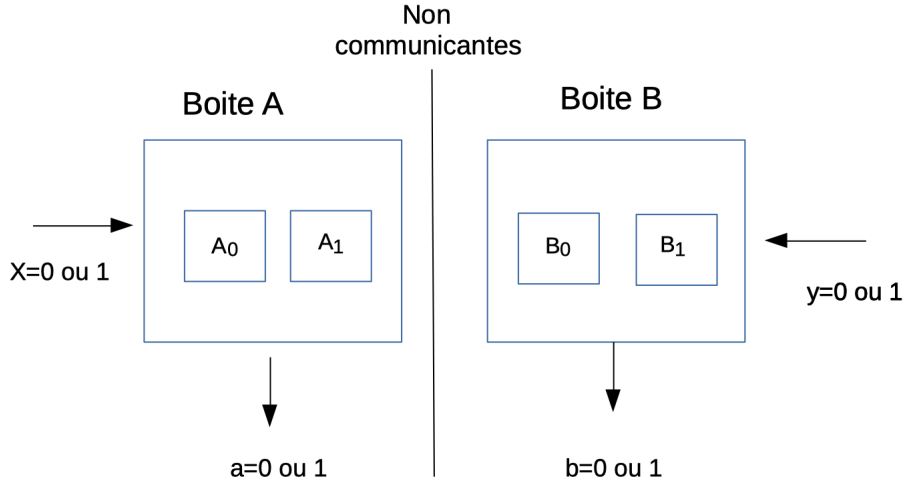 Non
communicantes
Boite A
Boite B
A0
A1
B0
B1
X=0 ou 1
y=0 ou 1
a=0 ou 1
b=0 ou 1